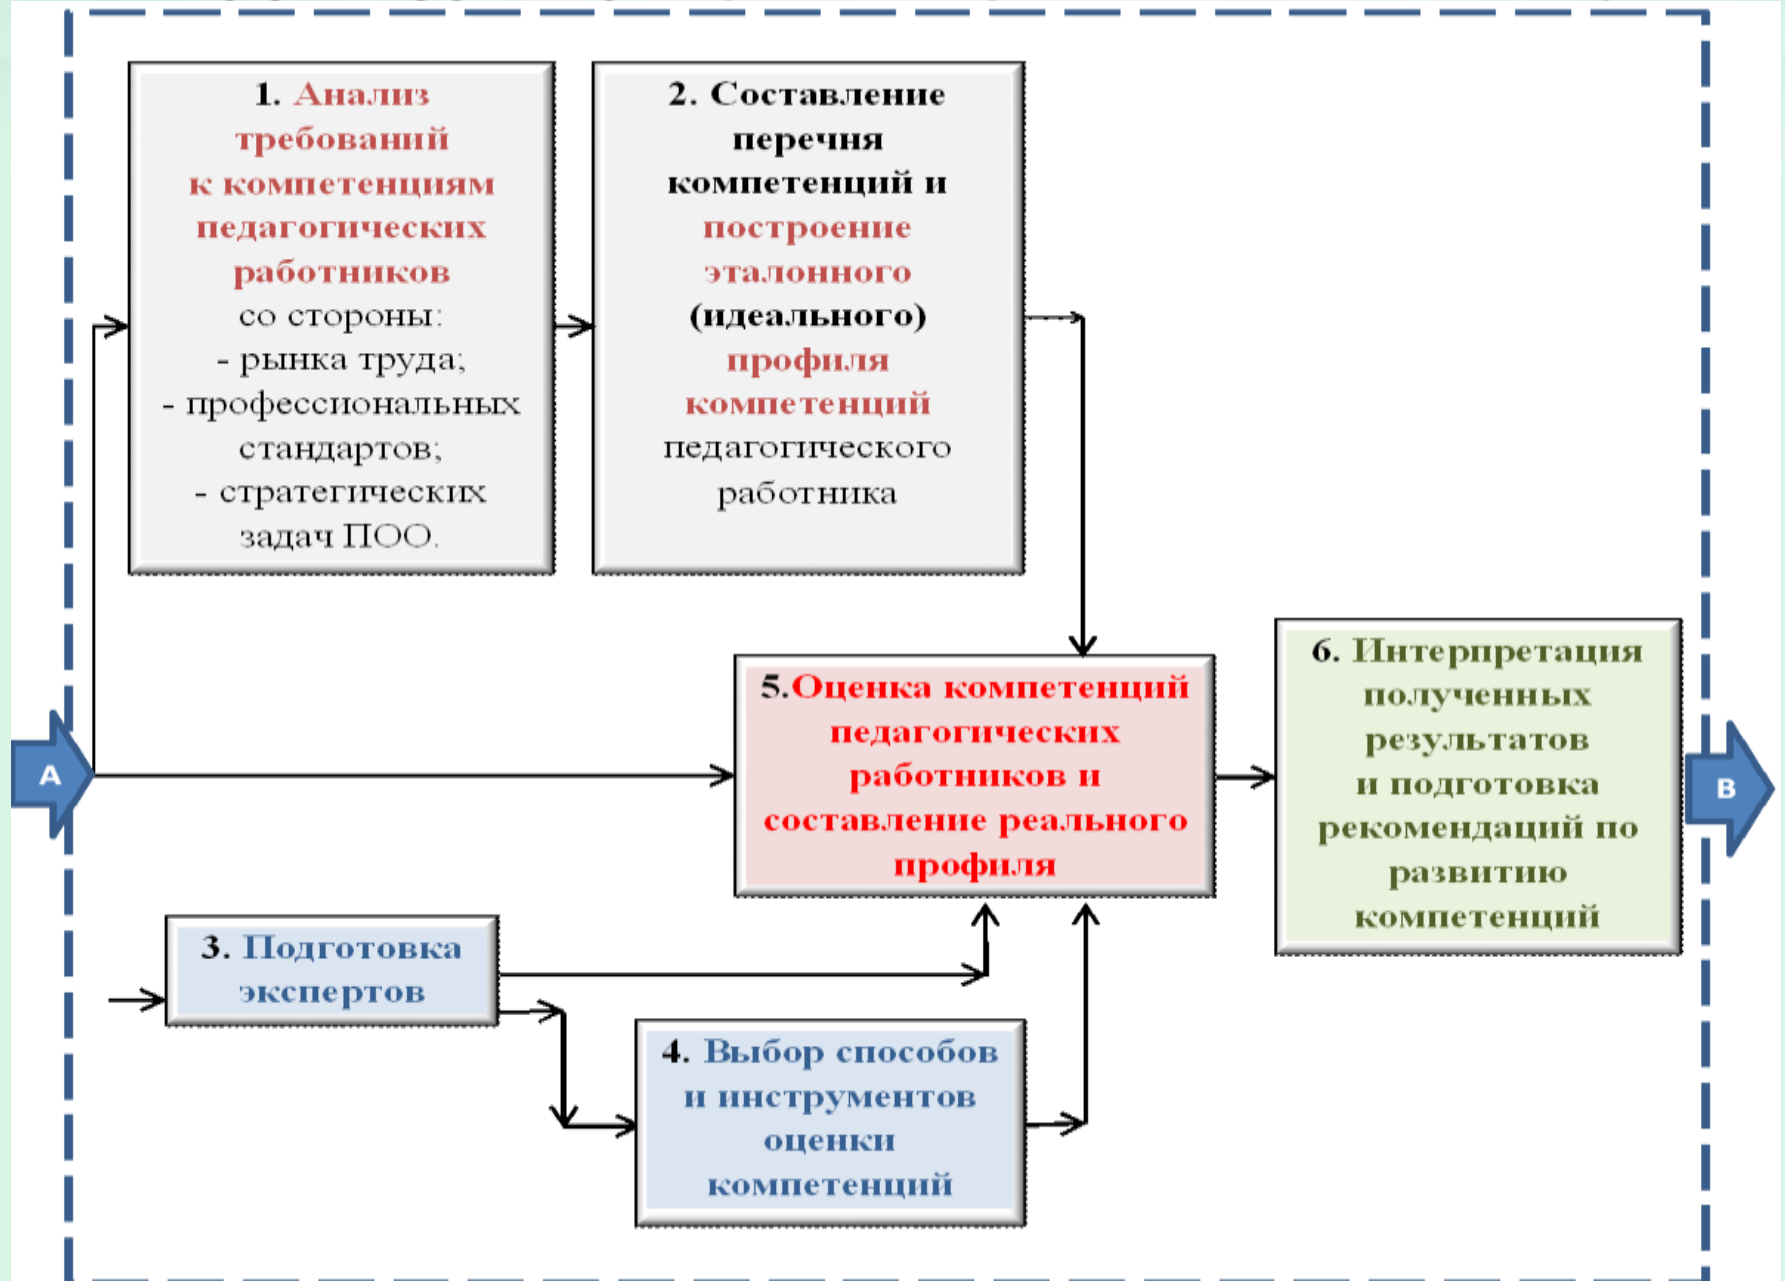 1. Анализ
требований
к компетенциям
педагогических
работников
со стороны:
- рынка труда;
- профессиональных
стандартов;
- стратегических
задач ПОО.
2. Составление
перечня
компетенций и
построение
эталонного
(идеального)
профиля
компетенций
педагогического
работника
5.Оценка компетенций
педагогических
работников и
составление реального
профиля
6. Интерпретация
полученных
результатов
и подготовка
рекомендаций по
развитию
компетенций
A
B
3. Подготовка
экспертов
4. Выбор способов
и инструментов
оценки
компетенций